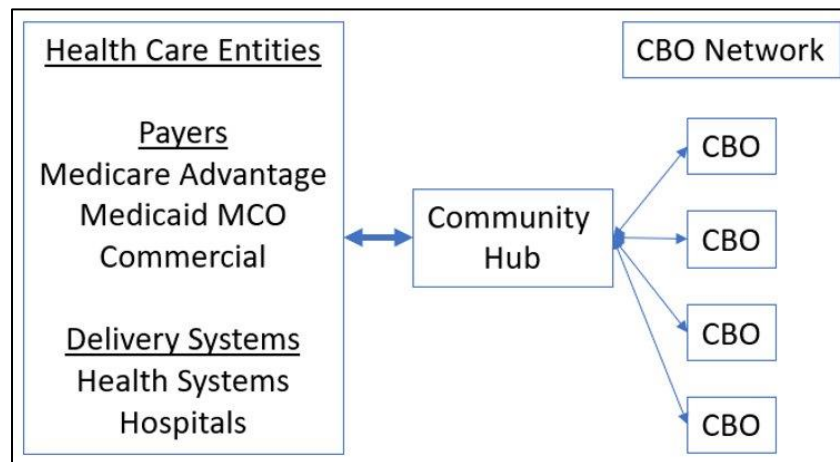 Health Care Entities
Payers
Medicare Advantage
Medicaid MCO
Commercial
Delivery Systems
Health Systems
Hospitals
Community
Hub
CBO Network
CBO
CBO
CBO
CBO